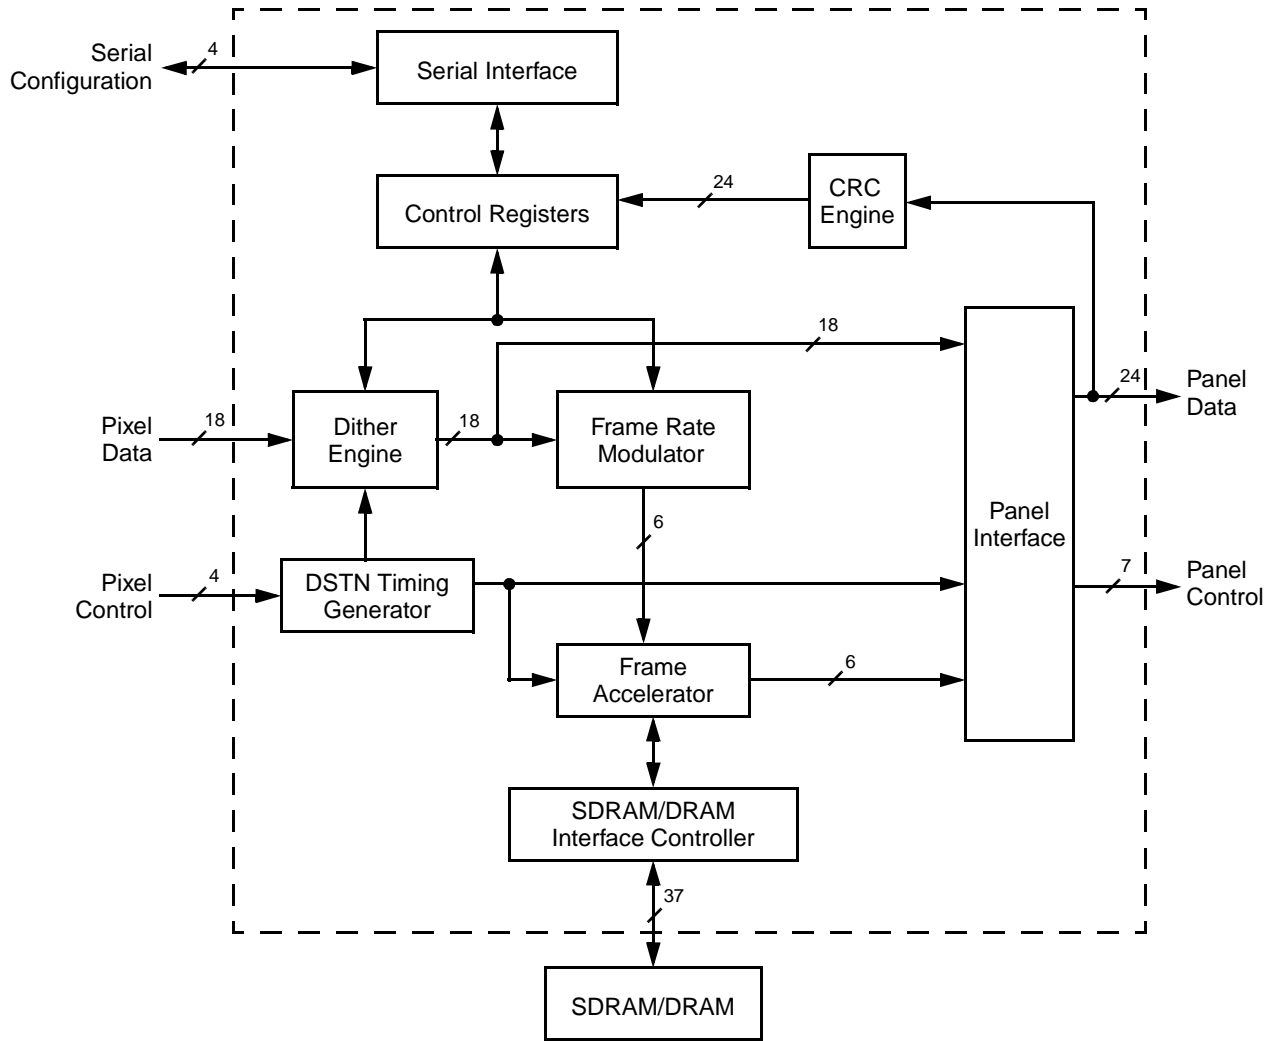 4
Serial
Configuration
Serial Interface
Control Registers
24
CRC
Engine
18
Pixel
Data
18
Dither
Engine
18
Frame Rate
Modulator
24
Panel
Data
6
Panel
Interface
Pixel
Control
4
DSTN Timing
Generator
7
Panel
Control
Frame
Accelerator
6
SDRAM/DRAM
Interface Controller
37
SDRAM/DRAM